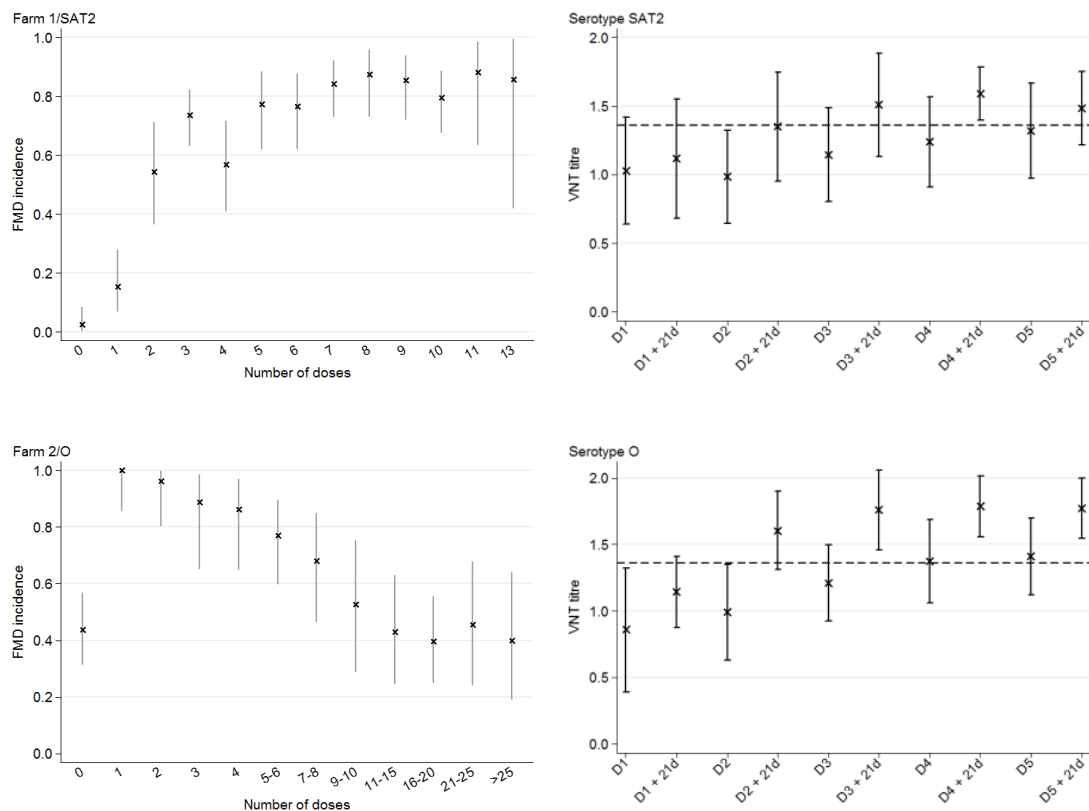 Farm 1/SAT2
FMD incidence
1.0
0.8
0.6
0.4
0.2
0.0
0 1 2 3 4 5 6 7 8 9 10 11 13
Number of doses
Serotype SAT2
VNT titre
2.0
1.5
1.0
0.5
0.0
D1 D1 + 21d D2 D2 + 21d D3 D3 + 21d D4 D4 + 21d D5 D5 + 21d
Farm 2/O
FMD incidence
1.0
0.8
0.6
0.4
0.2
0.0
0 1 2 3 4 5-6 7-8 9-10 11-15 16-20 21-25 >25
Number of doses
Serotype O
VNT titre
2.0
1.5
1.0
0.5
0.0
D1 D1 + 21d D2 D2 + 21d D3 D3 + 21d D4 D4 + 21d D5 D5 + 21d